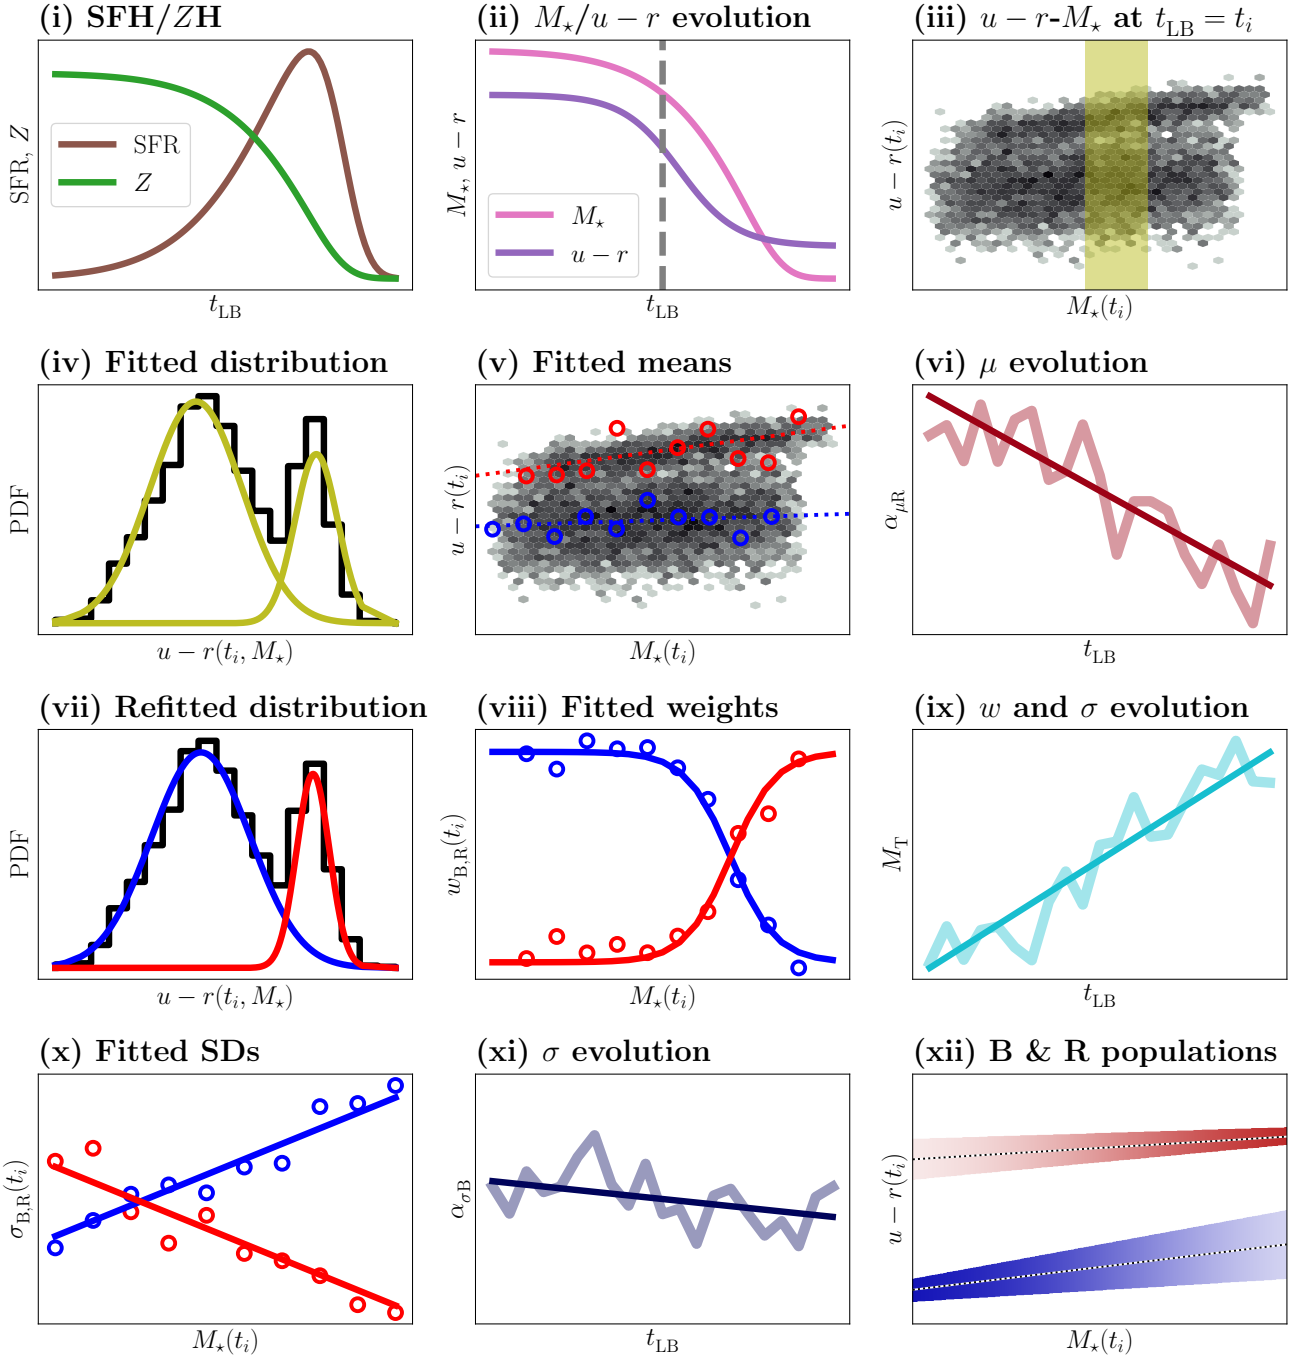 (i) SFH/ZH
SFR, Z
SFR
Z
t_LB
(ii) M⋆/u − r evolution
M⋆, u − r
M⋆
u − r
t_LB
(iii) u − r-M⋆ at t_LB = t_i
u − r(t_i)
M⋆(t_i)
(iv) Fitted distribution
PDF
u − r(t_i, M⋆)
(v) Fitted means
u − r(t_i)
M⋆(t_i)
(vi) μ evolution
α_μR
t_LB
(vii) Refitted distribution
PDF
u − r(t_i, M⋆)
(viii) Fitted weights
w_B,R(t_i)
M⋆(t_i)
(ix) w and σ evolution
M_T
t_LB
(x) Fitted SDs
σ_B,R(t_i)
M⋆(t_i)
(xi) σ evolution
α_σB
t_LB
(xii) B & R populations
u − r(t_i)
M⋆(t_i)